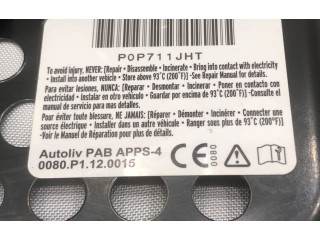 P0P711JHT
To avoid injury, NEVER: [Repair • Disassemble • Incinerate • Bring into contact with electricity
• Install into another vehicle • Store above 93°C (200°F)] -See Repair Manual for details.
Para evitar lesiones, NUNCA: [Reparar • Desmontar • Incinerar • Poner en contacto con
electricidad • Instalar en otro vehículo • Guardar por encima de 93°C (200°F)] -Consulte el
manual de servicio para mas detalles.
Pour éviter toute blessure, NE JAMAIS: [Réparer • Démonter • Incinérer • Connecter à une
source électrique • Installer dans un autre véhicule • Ranger sous plus de 93°C (200°F)]
-Voir le Manuel de Réparation pour plus de détails.
Autoliv PAB APPS-4
0080.P1.12.0015
CE
0080